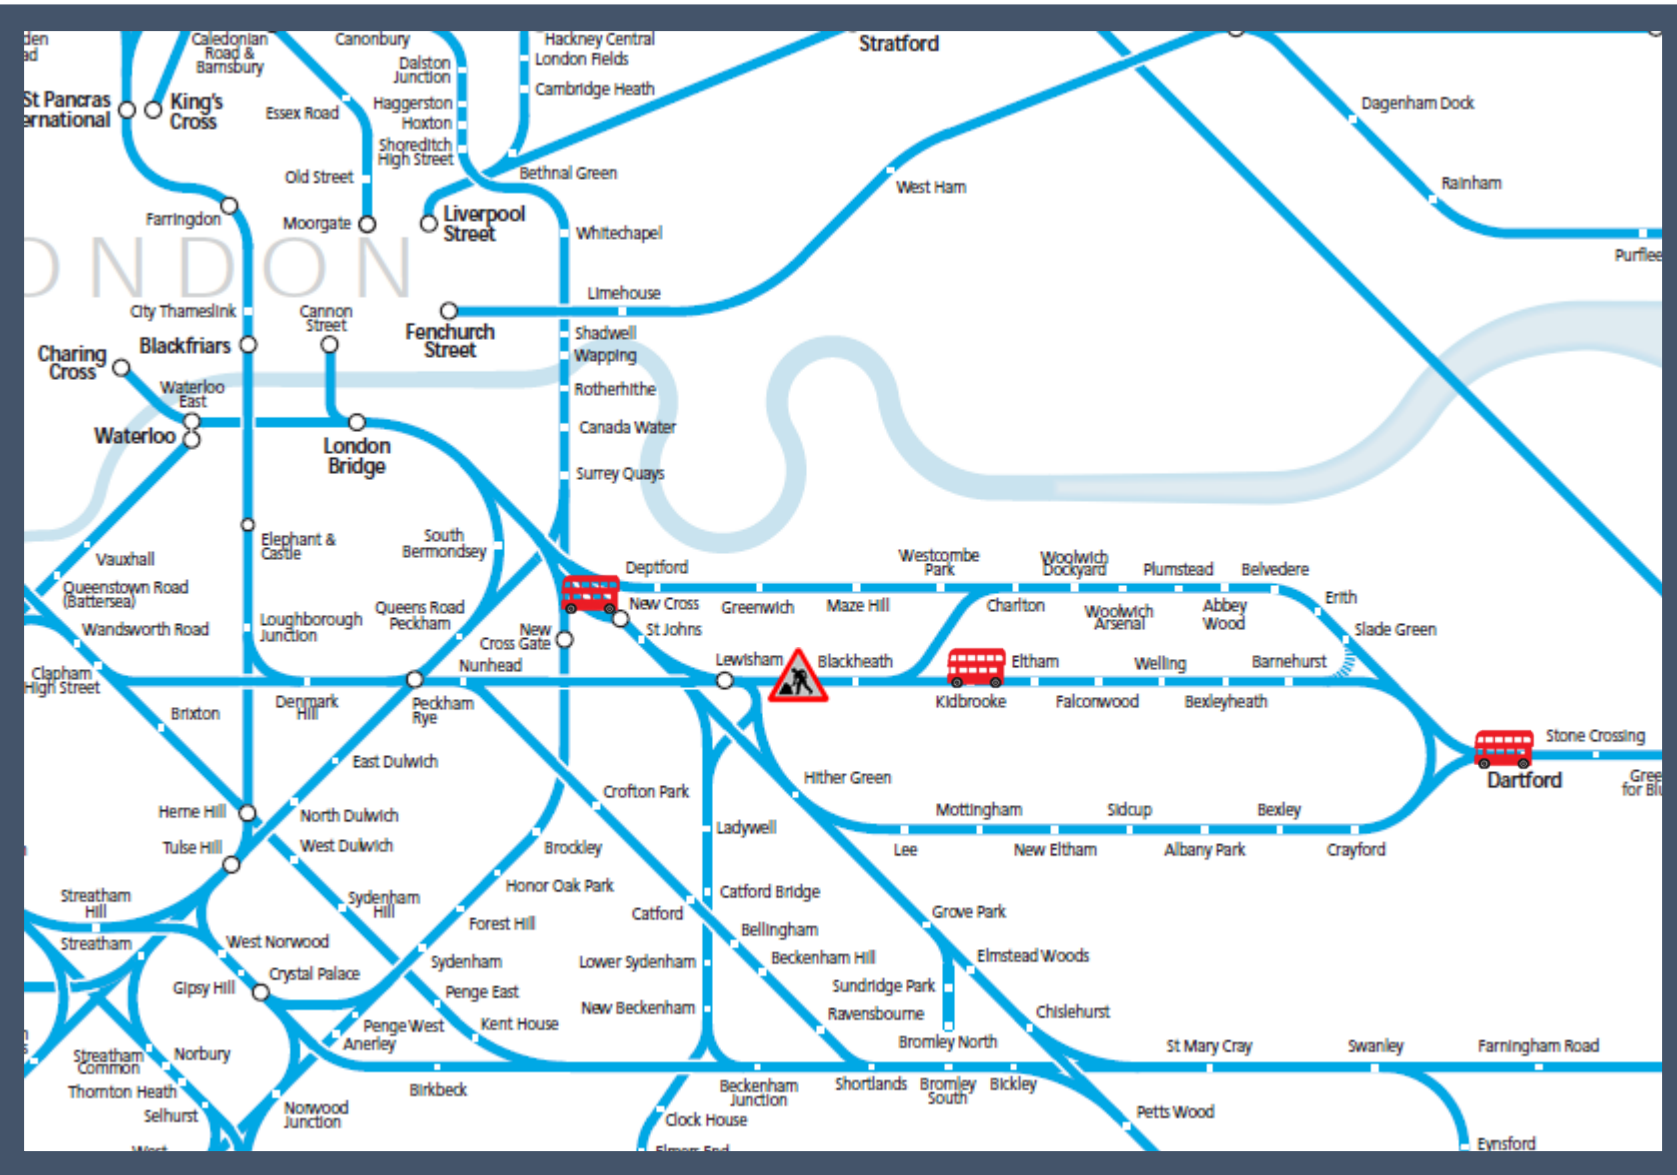 den
ad
Caledonian
Road &
Barnsbury
Canonbury
Dalston
Junction
Hackney Central
London Fields
Cambridge Heath
Stratford
St Pancras
ernational
King's
Cross
Essex Road
Haggerston
Hoxton
Shoreditch
High Street
Dagenham Dock
Old Street
Bethnal Green
West Ham
Rainham
Farringdon
Moorgate
Liverpool
Street
Whitechapel
Purflee
ONDON
City Thameslink
Cannon
Street
Limehouse
Blackfriars
Fenchurch
Street
Shadwell
Wapping
Charing
Cross
Waterloo
East
Rotherhithe
Waterloo
London
Bridge
Canada Water
Surrey Quays
Vauxhall
Elephant &
Castle
South
Bermondsey
Queenstown Road
(Battersea)
Deptford
Westcombe
Park
Woolwich
Dockyard
Plumstead
Belvedere
Wandsworth Road
Loughborough
Junction
Queens Road
Peckham
New Cross
Greenwich
Maze Hill
Charlton
Woolwich
Arsenal
Abbey
Wood
Erith
New
Cross Gate
St Johns
Slade Green
Clapham
High Street
Nunhead
Lewisham
Blackheath
Eltham
Welling
Barnehurst
Brixton
Denmark
Hill
Peckham
Rye
Kidbrooke
Falconwood
Bexleyheath
East Dulwich
Stone Crossing
Hither Green
Dartford
Gree
for Blu
Herne Hill
North Dulwich
Crofton Park
Mottingham
Sidcup
Bexley
Tulse Hill
West Dulwich
Brockley
Ladywell
Lee
New Eltham
Albany Park
Crayford
Streatham
Hill
Sydenham
Hill
Honor Oak Park
Catford Bridge
Forest Hill
Catford
Grove Park
Streatham
West Norwood
Bellingham
Gipsy Hill
Crystal Palace
Sydenham
Lower Sydenham
Beckenham Hill
Elmstead Woods
Penge East
New Beckenham
Sundridge Park
Ravensbourne
Chislehurst
Streatham
Common
Norbury
Penge West
Anerley
Kent House
Bromley North
St Mary Cray
Swanley
Farningham Road
Thornton Heath
Birkbeck
Beckenham
Junction
Shortlands
Bromley
South
Bickley
Selhurst
Norwood
Junction
Clock House
Petts Wood
West
Elmers End
Eynsford